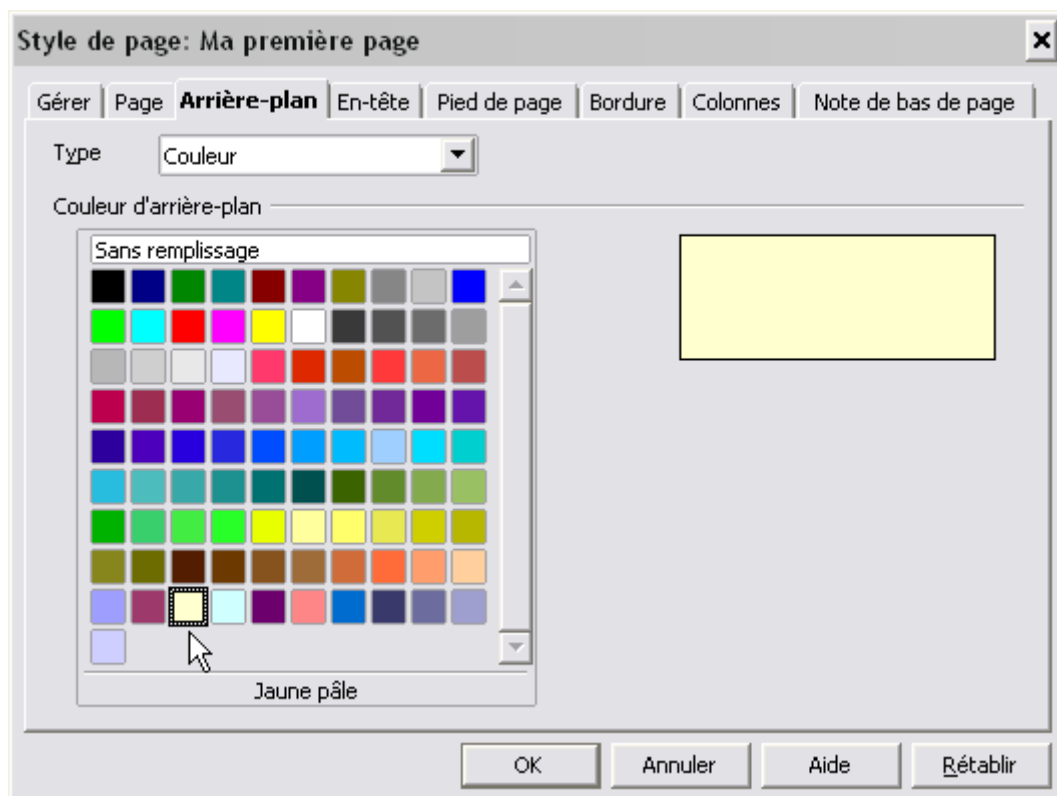 Style de page: Ma première page
Gérer Page Arrière-plan En-tête Pied de page Bordure Colonnes Note de bas de page
Type Couleur
Couleur d'arrière-plan
Sans remplissage
Jaune pâle
OK Annuler Aide Rétablir